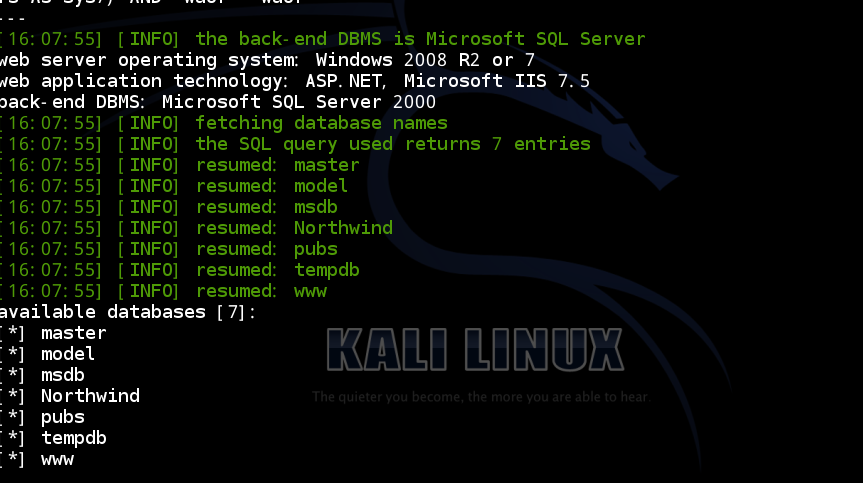 ---
[16:07:55] [INFO] the back-end DBMS is Microsoft SQL Server
web server operating system: Windows 2008 R2 or 7
web application technology: ASP.NET, Microsoft IIS 7.5
back-end DBMS: Microsoft SQL Server 2000
[16:07:55] [INFO] fetching database names
[16:07:55] [INFO] the SQL query used returns 7 entries
[16:07:55] [INFO] resumed: master
[16:07:55] [INFO] resumed: model
[16:07:55] [INFO] resumed: msdb
[16:07:55] [INFO] resumed: Northwind
[16:07:55] [INFO] resumed: pubs
[16:07:55] [INFO] resumed: tempdb
[16:07:55] [INFO] resumed: www
available databases [7]:
[*] master
[*] model
[*] msdb
[*] Northwind
[*] pubs
[*] tempdb
[*] www
KALI LINUX
The quieter you become, the more you are able to hear.